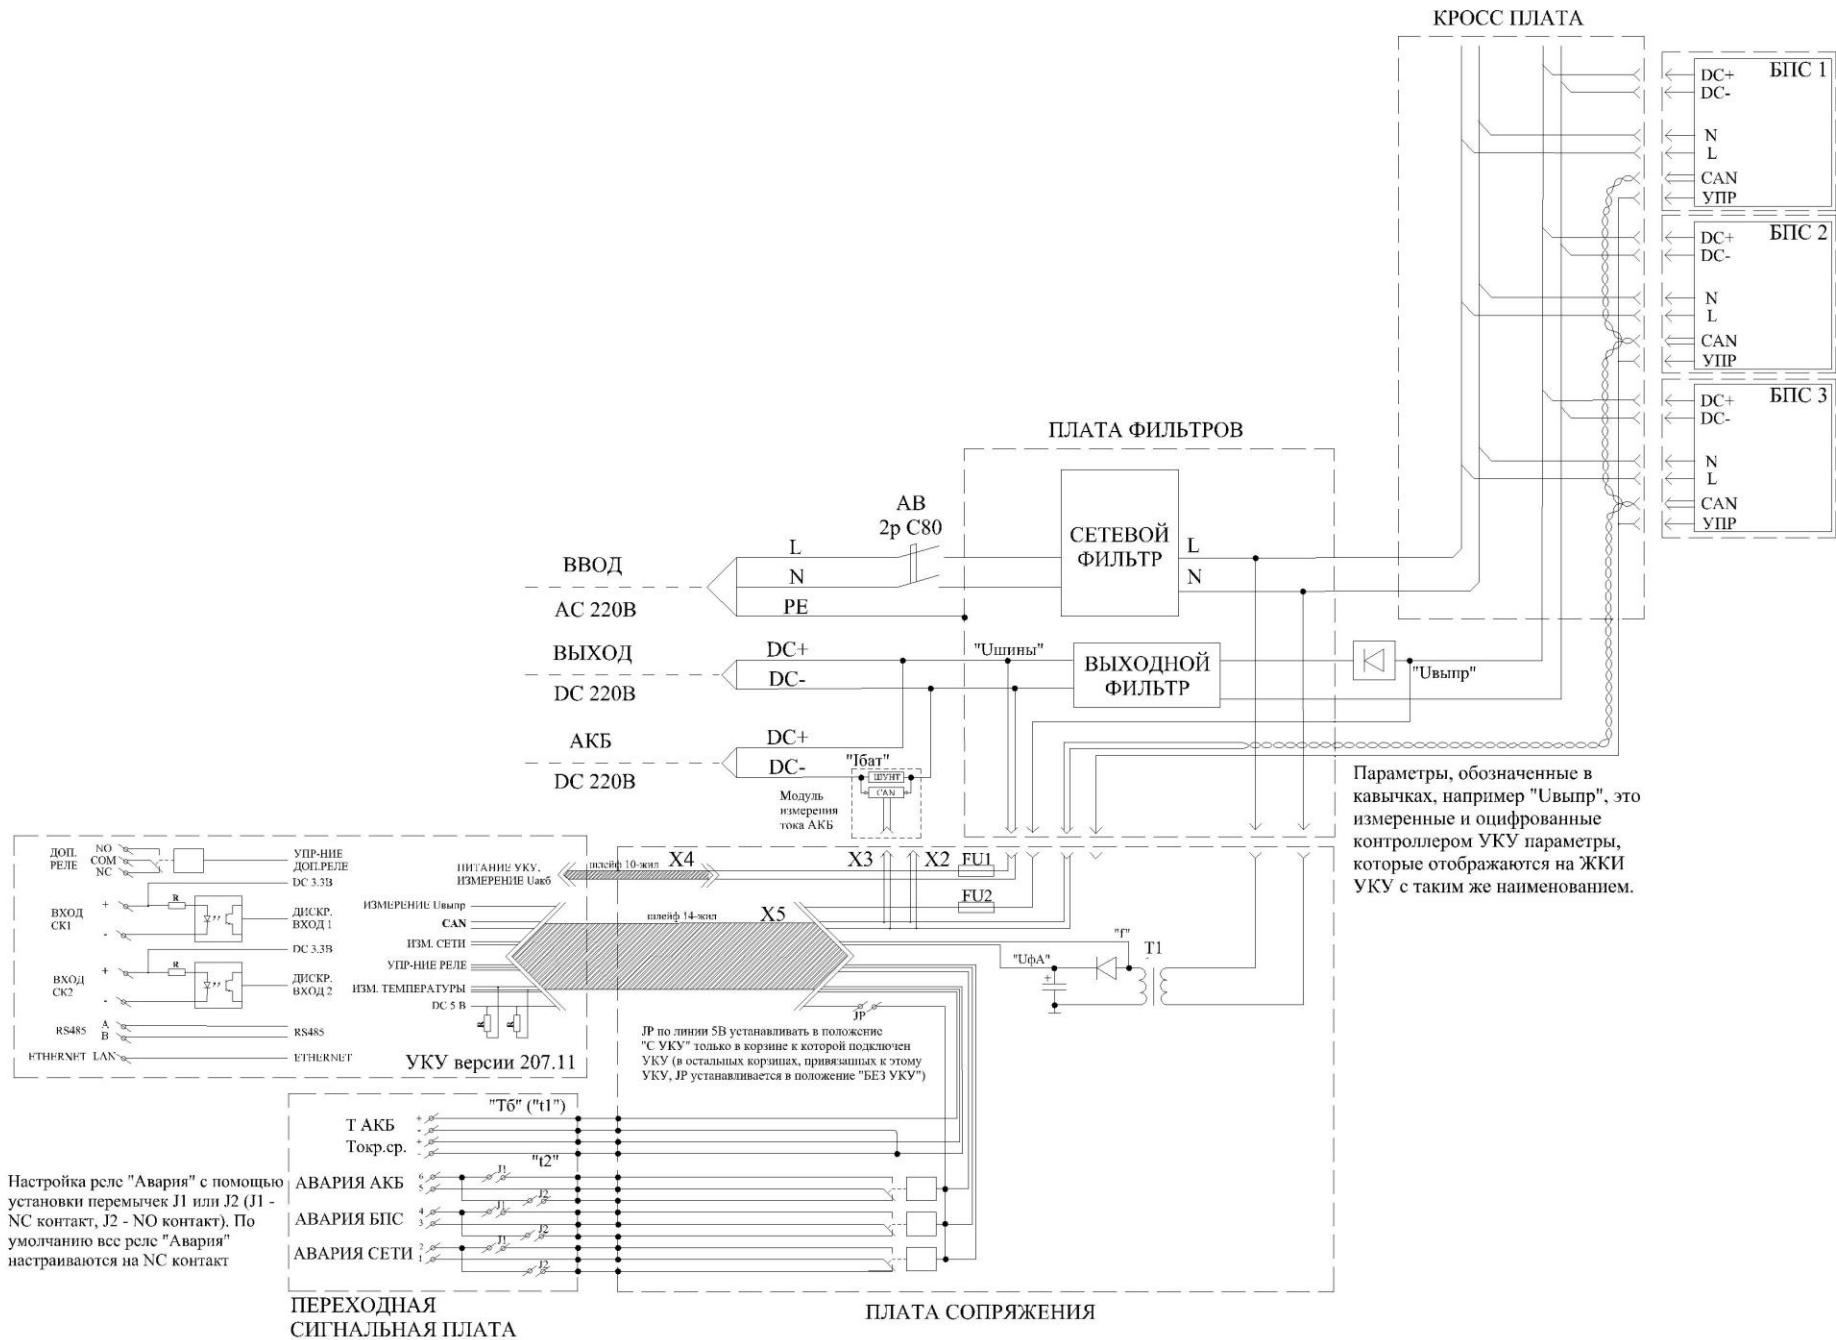 КРОСС ПЛАТА
БПС 1
DC+
DC-
N
L
CAN
УПР
БПС 2
DC+
DC-
N
L
CAN
УПР
БПС 3
DC+
DC-
N
L
CAN
УПР
ПЛАТА ФИЛЬТРОВ
АВ
2р С80
СЕТЕВОЙ
ФИЛЬТР
L
N
ВВОД
АС 220В
L
N
PE
ВЫХОД
DC 220В
DC+
DC-
"Uшины"
ВЫХОДНОЙ
ФИЛЬТР
"Uвыпр"
АКБ
DC 220В
DC+
DC-
"Iбат"
ШУНТ
CAN
Модуль
измерения
тока АКБ
Параметры, обозначенные в
кавычках, например "Uвыпр", это
измеренные и оцифрованные
контроллером УКУ параметры,
которые отображаются на ЖКИ
УКУ с таким же наименованием.
ДОП.
РЕЛЕ
NO
COM
NC
УПР-НИЕ
ДОП.РЕЛЕ
DC 3.3В
ВХОД
СК1
+
-
R
ДИСКР.
ВХОД 1
DC 3.3В
ВХОД
СК2
+
-
R
ДИСКР.
ВХОД 2
RS485
A
B
RS485
ETHERNET LAN
ETHERNET
ПИТАНИЕ УКУ,
ИЗМЕРЕНИЕ Uакб
ИЗМЕРЕНИЕ Uвыпр
CAN
ИЗМ. СЕТИ
УПР-НИЕ РЕЛЕ
ИЗМ. ТЕМПЕРАТУРЫ
DC 5 В
R
R
УКУ версии 207.11
шлейф 10-жил
X4
X3
X2
FU1
FU2
шлейф 14-жил
X5
"f"
T1
"UфА"
+
JP
JP по линии 5В устанавливать в положение
"С УКУ" только в корзине к которой подключен
УКУ (в остальных корзинах, привязанных к этому
УКУ, JP устанавливается в положение "БЕЗ УКУ")
"Тб" ("t1")
Т АКБ
+
-
Токр.ср.
+
-
"t2"
АВАРИЯ АКБ
6
5
J1
J2
АВАРИЯ БПС
4
3
J1
J2
АВАРИЯ СЕТИ
2
1
J1
J2
Настройка реле "Авария" с помощью
установки перемычек J1 или J2 (J1 -
NC контакт, J2 - NO контакт). По
умолчанию все реле "Авария"
настраиваются на NC контакт
ПЕРЕХОДНАЯ
СИГНАЛЬНАЯ ПЛАТА
ПЛАТА СОПРЯЖЕНИЯ